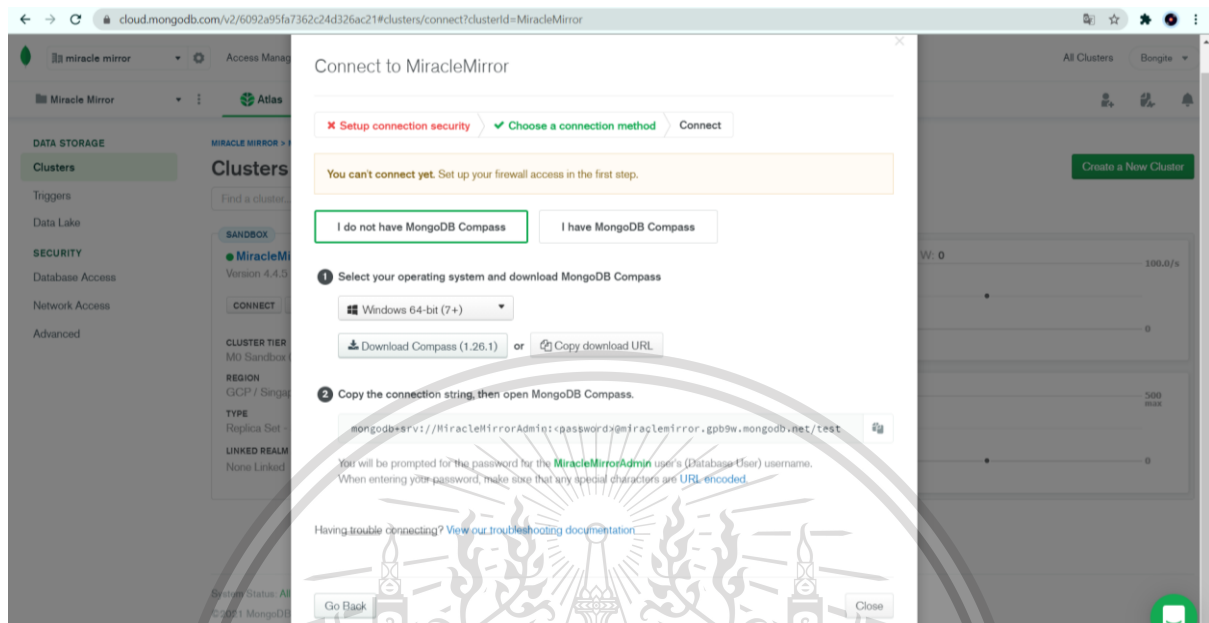 cloud.mongodb.com/v2/6092a95fa7362c24d326ac21#clusters/connect?clusterId=MiracleMirror
miracle mirror
Access Manag
All Clusters
Bongite
Miracle Mirror
Atlas
Connect to MiracleMirror
Setup connection security
Choose a connection method
Connect
You can't connect yet. Set up your firewall access in the first step.
I do not have MongoDB Compass
I have MongoDB Compass
1 Select your operating system and download MongoDB Compass
Windows 64-bit (7+)
Download Compass (1.26.1) or Copy download URL
2 Copy the connection string, then open MongoDB Compass.
mongodb+srv://MiracleMirrorAdmin:<password>@miraclemirror.gpb9w.mongodb.net/test
You will be prompted for the password for the MiracleMirrorAdmin user's (Database User) username.
When entering your password, make sure that any special characters are URL encoded.
Having trouble connecting? View our troubleshooting documentation
Go Back
Close
DATA STORAGE
Clusters
Triggers
Data Lake
SECURITY
Database Access
Network Access
Advanced
MIRACLE MIRROR >
Clusters
Find a cluster...
SANDBOX
MiracleMi
Version 4.4.5
CONNECT
CLUSTER TIER
M0 Sandbox
REGION
GCP / Singap
TYPE
Replica Set -
LINKED REALM
None Linked
System Status: All
©2021 MongoDB
Create a New Cluster
W: 0
100.0/s
0
500
max
0